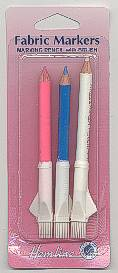 Fabric Markers
MARKING PENCIL with BRUSH
Hemline